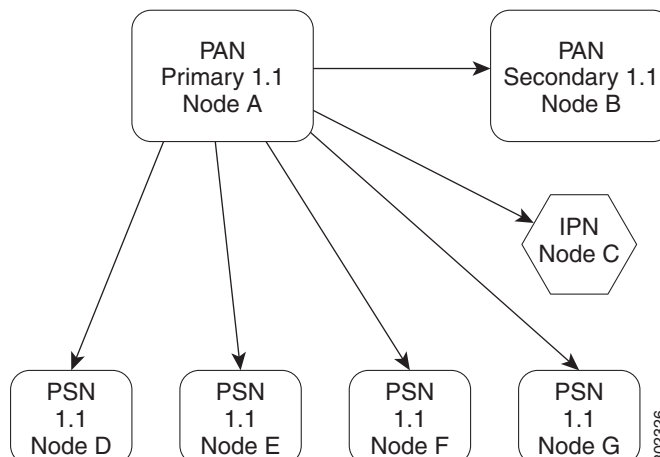 PAN
Primary 1.1
Node A
PAN
Secondary 1.1
Node B
IPN
Node C
PSN
1.1
Node D
PSN
1.1
Node E
PSN
1.1
Node F
PSN
1.1
Node G